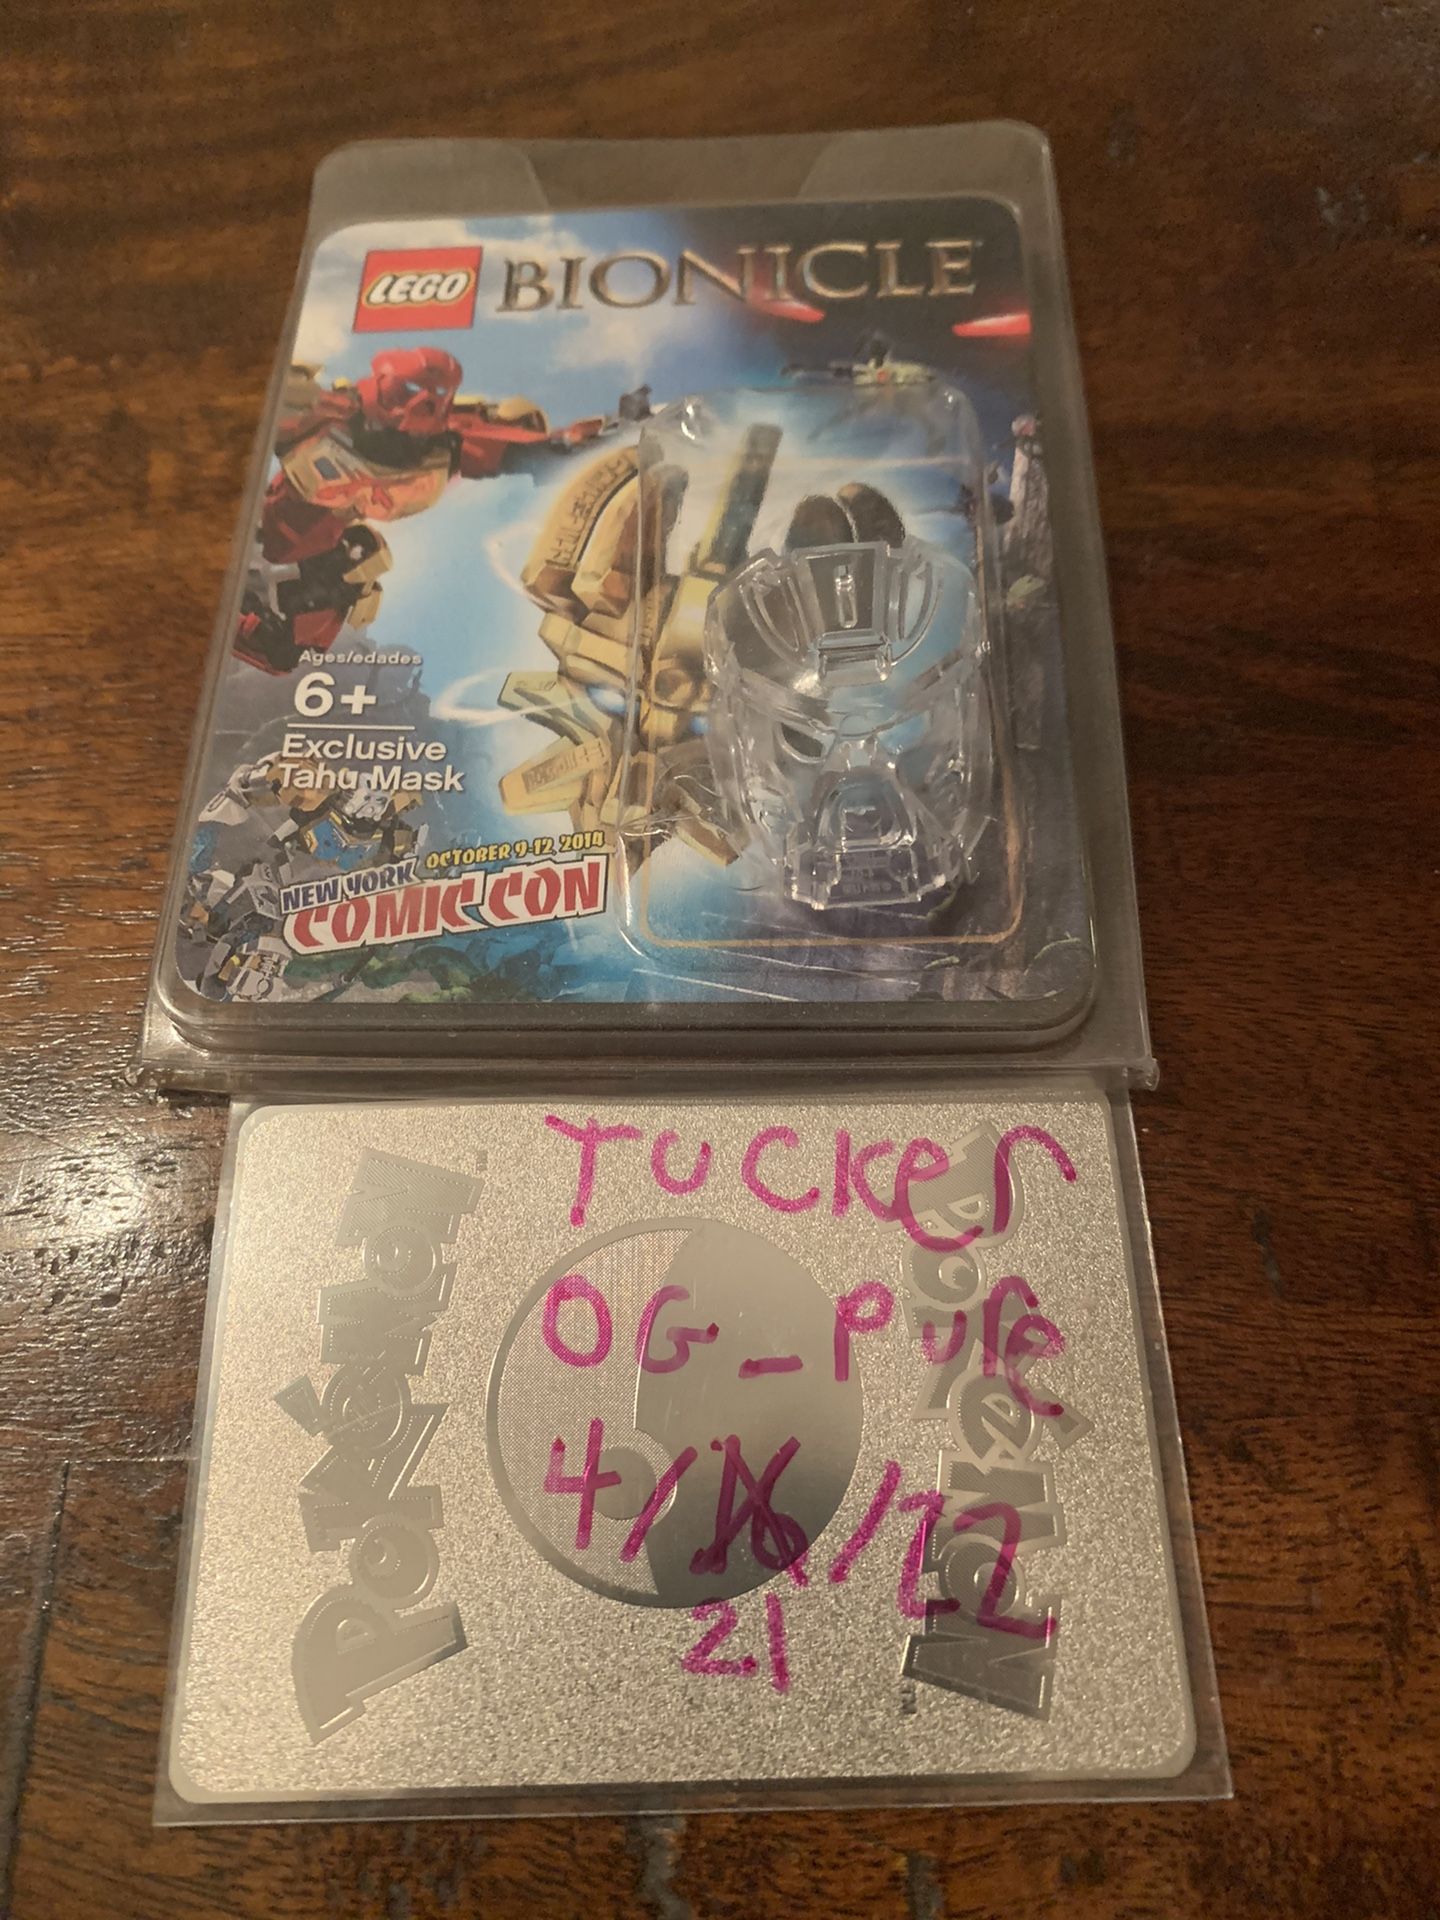 LEGO BIONICLE
Ages/edades
6+
Exclusive
Tahu Mask
OCTOBER 9-12, 2014
NEW YORK
COMIC CON
Tucker
OG_Pure
4/16/22
21
POKéMON
POKéMON